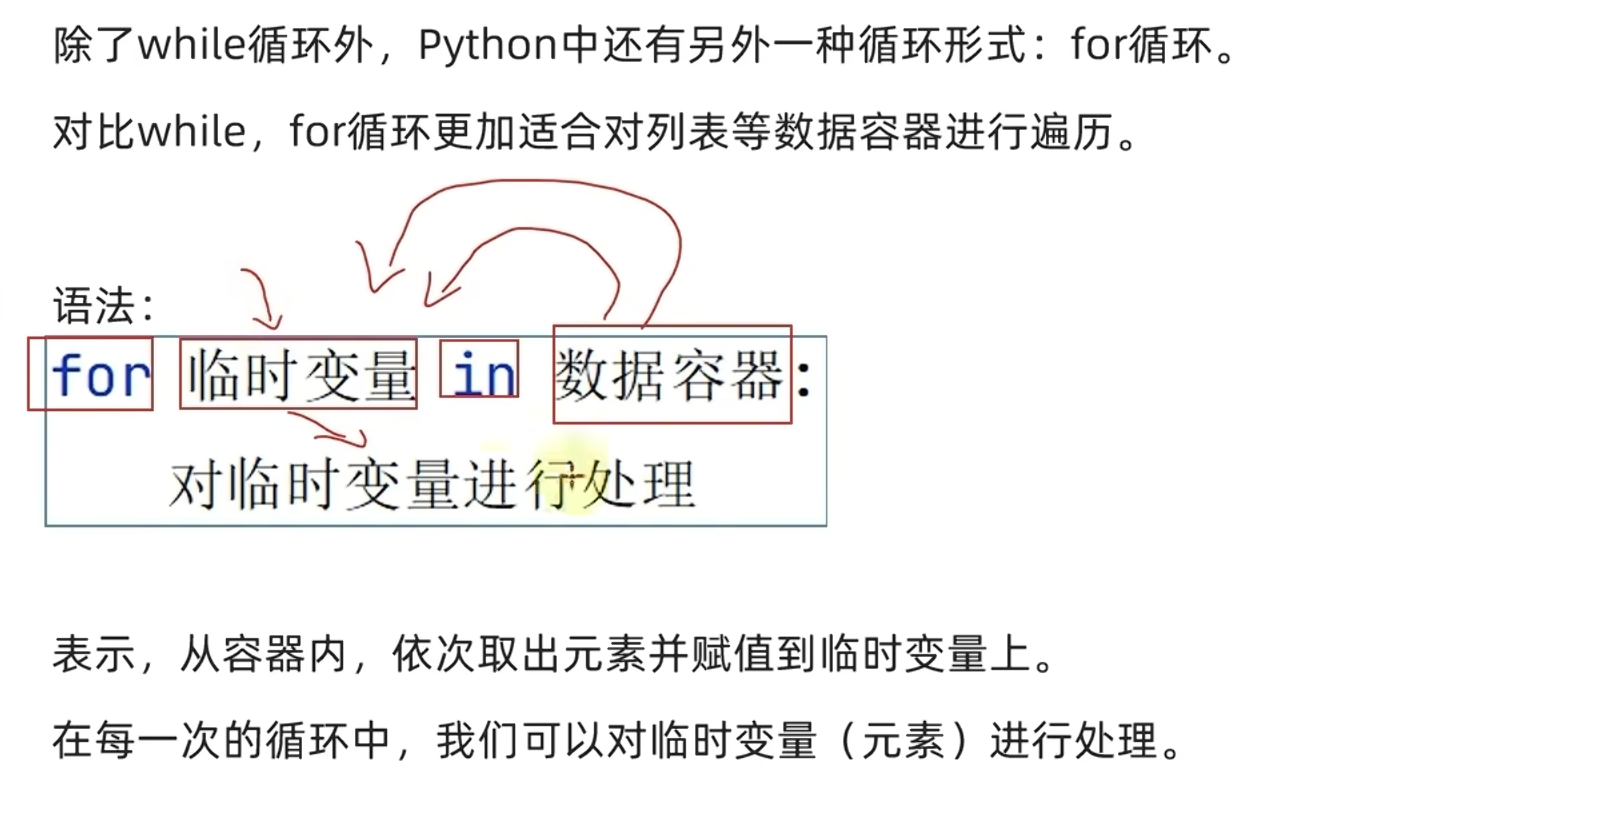 除了while循环外，Python中还有另外一种循环形式：for循环。
对比while，for循环更加适合对列表等数据容器进行遍历。
语法：
for 临时变量 in 数据容器:
对临时变量进行处理
表示，从容器内，依次取出元素并赋值到临时变量上。
在每一次的循环中，我们可以对临时变量（元素）进行处理。